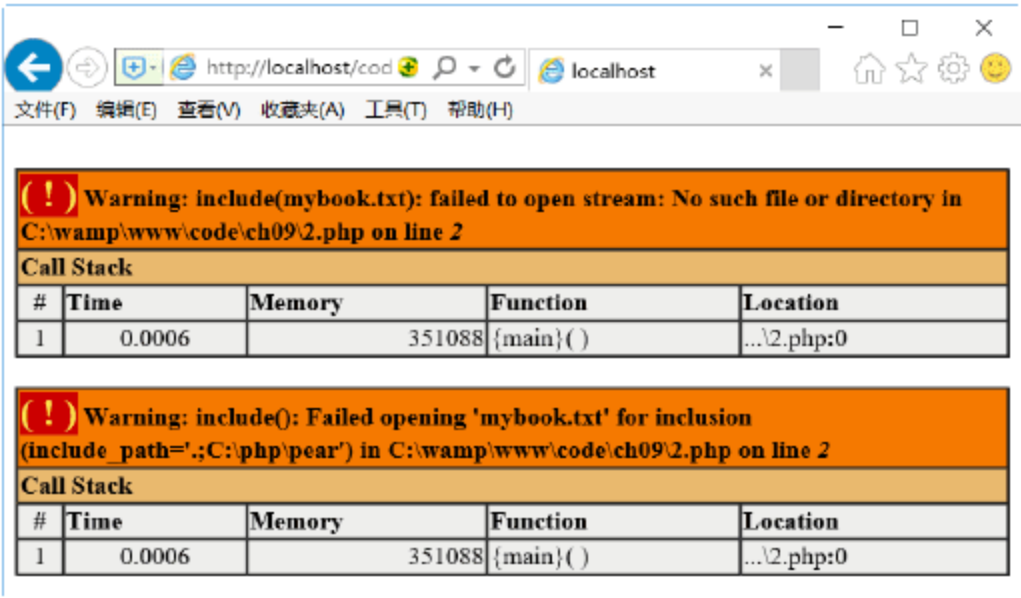 http://localhost/cod
localhost
文件(F) 编辑(E) 查看(V) 收藏夹(A) 工具(T) 帮助(H)
( ! ) Warning: include(mybook.txt): failed to open stream: No such file or directory in
C:\wamp\www\code\ch09\2.php on line 2
Call Stack
# Time Memory Function Location
1 0.0006 351088 {main}( ) ...\2.php:0
( ! ) Warning: include(): Failed opening 'mybook.txt' for inclusion
(include_path='.;C:\php\pear') in C:\wamp\www\code\ch09\2.php on line 2
Call Stack
# Time Memory Function Location
1 0.0006 351088 {main}( ) ...\2.php:0